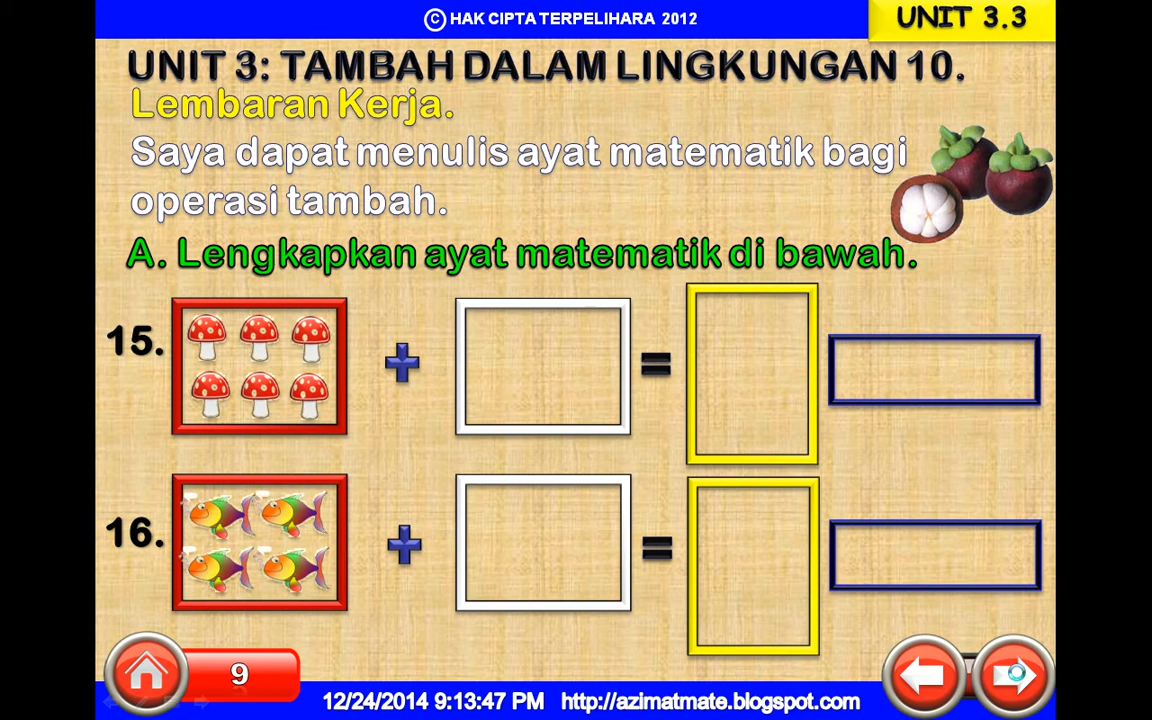 © HAK CIPTA TERPELIHARA 2012
UNIT 3.3
UNIT 3: TAMBAH DALAM LINGKUNGAN 10.
Lembaran Kerja.
Saya dapat menulis ayat matematik bagi
operasi tambah.
A. Lengkapkan ayat matematik di bawah.
15. + =
16. + =
9
12/24/2014 9:13:47 PM http://azimatmate.blogspot.com